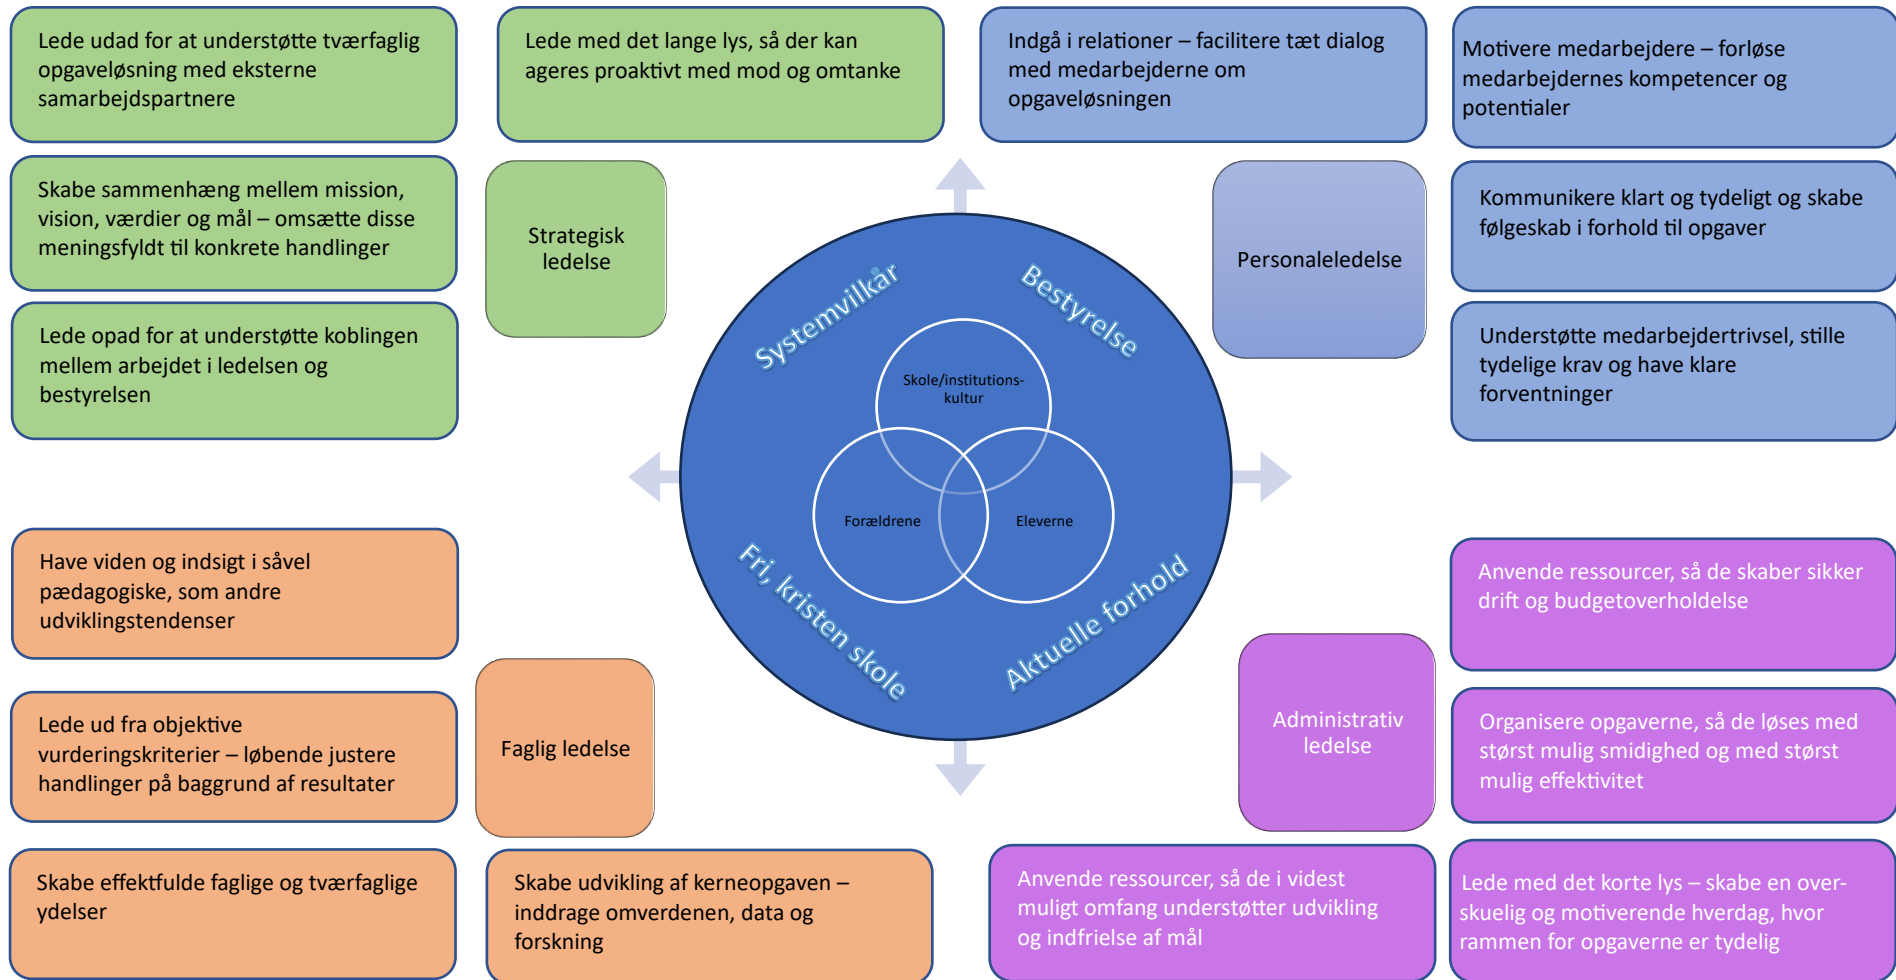 Lede udad for at understøtte tværfaglig
opgaveløsning med eksterne
samarbejdspartnere
Lede med det lange lys, så der kan
ageres proaktivt med mod og omtanke
Indgå i relationer – facilitere tæt dialog
med medarbejderne om
opgaveløsningen
Motivere medarbejdere – forløse
medarbejdernes kompetencer og
potentialer
Skabe sammenhæng mellem mission,
vision, værdier og mål – omsætte disse
meningsfyldt til konkrete handlinger
Strategisk
ledelse
Personaleledelse
Kommunikere klart og tydeligt og skabe
følgeskab i forhold til opgaver
Lede opad for at understøtte koblingen
mellem arbejdet i ledelsen og
bestyrelsen
Understøtte medarbejdertrivsel, stille
tydelige krav og have klare
forventninger
Systemvilkår
Bestyrelse
Skole/institutions-
kultur
Forældrene
Eleverne
Fri, kristen skole
Aktuelle forhold
Have viden og indsigt i såvel
pædagogiske, som andre
udviklingstendenser
Anvende ressourcer, så de skaber sikker
drift og budgetoverholdelse
Lede ud fra objektive
vurderingskriterier – løbende justere
handlinger på baggrund af resultater
Faglig ledelse
Administrativ
ledelse
Organisere opgaverne, så de løses med
størst mulig smidighed og med størst
mulig effektivitet
Skabe effektfulde faglige og tværfaglige
ydelser
Skabe udvikling af kerneopgaven –
inddrage omverdenen, data og
forskning
Anvende ressourcer, så de i videst
muligt omfang understøtter udvikling
og indfrielse af mål
Lede med det korte lys – skabe en over-
skuelig og motiverende hverdag, hvor
rammen for opgaverne er tydelig